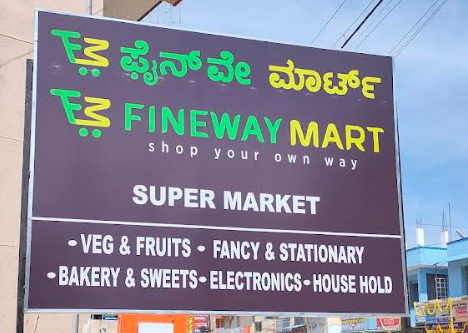 ಫೈನ್ ವೇ ಮಾರ್ಟ್
FINEWAY MART
shop your own way
SUPER MARKET
• VEG & FRUITS • FANCY & STATIONARY
• BAKERY & SWEETS • ELECTRONICS • HOUSE HOLD